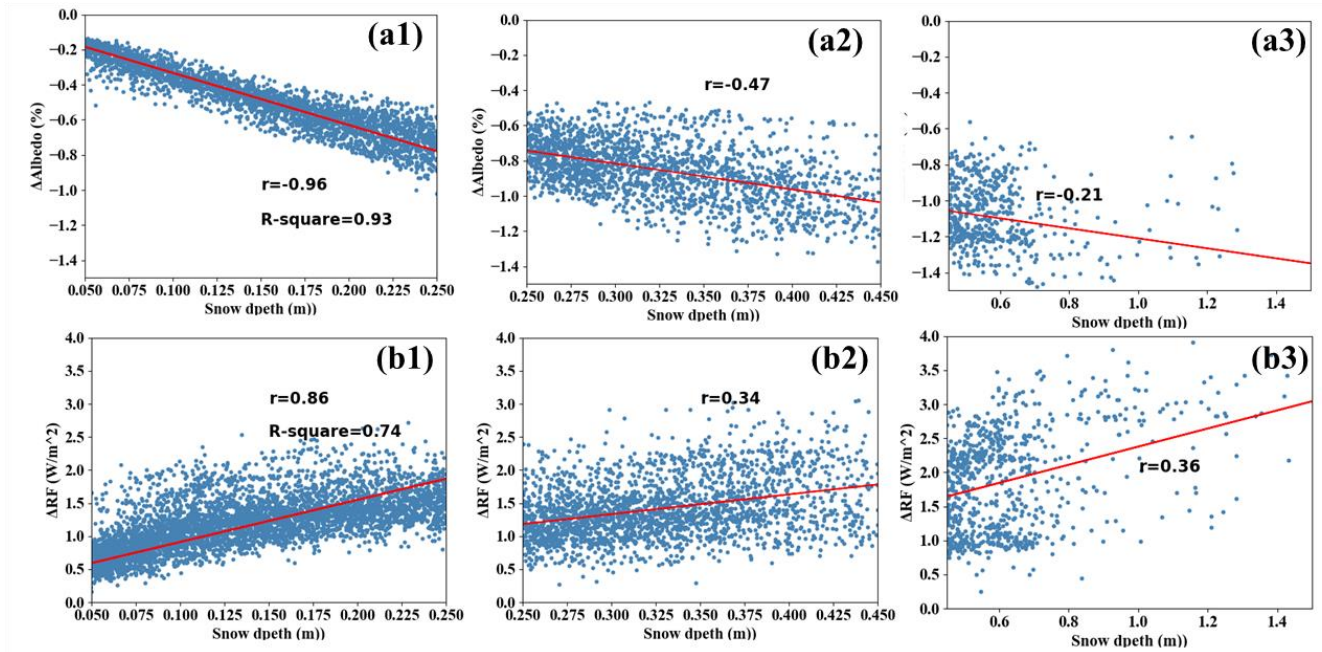 (a1)
ΔAlbedo (%)
0.0
−0.2
−0.4
−0.6
−0.8
−1.0
−1.2
−1.4
r=-0.96
R-square=0.93
0.050 0.075 0.100 0.125 0.150 0.175 0.200 0.225 0.250
Snow dpeth (m))
(a2)
ΔAlbedo (%)
0.0
−0.2
−0.4
−0.6
−0.8
−1.0
−1.2
−1.4
r=-0.47
0.250 0.275 0.300 0.325 0.350 0.375 0.400 0.425 0.450
Snow dpeth (m))
(a3)
0.0
−0.2
−0.4
−0.6
−0.8
−1.0
−1.2
−1.4
r=-0.21
0.6 0.8 1.0 1.2 1.4
Snow dpeth (m))
(b1)
ΔRF (W/m^2)
4.0
3.5
3.0
2.5
2.0
1.5
1.0
0.5
0.0
r=0.86
R-square=0.74
0.050 0.075 0.100 0.125 0.150 0.175 0.200 0.225 0.250
Snow dpeth (m))
(b2)
ΔRF (W/m^2)
4.0
3.5
3.0
2.5
2.0
1.5
1.0
0.5
0.0
r=0.34
0.250 0.275 0.300 0.325 0.350 0.375 0.400 0.425 0.450
Snow dpeth (m))
(b3)
ΔRF (W/m^2)
4.0
3.5
3.0
2.5
2.0
1.5
1.0
0.5
0.0
r=0.36
0.6 0.8 1.0 1.2 1.4
Snow dpeth (m))